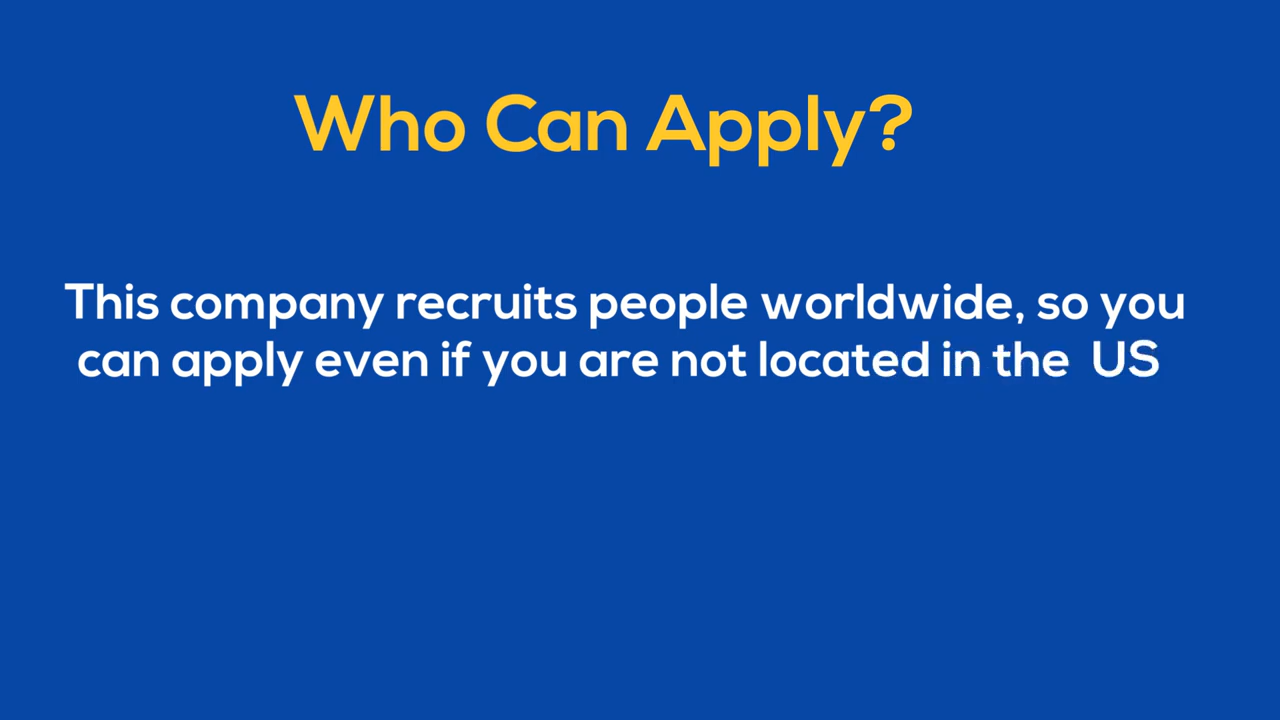 Who Can Apply?
This company recruits people worldwide, so you
can apply even if you are not located in the  US